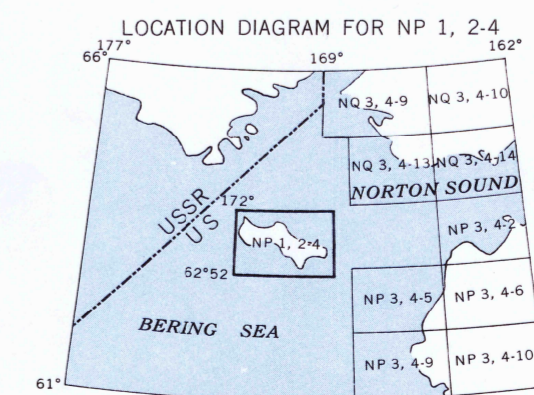 LOCATION DIAGRAM FOR NP 1, 2-4
177°
66°
169°
162°
NQ 3, 4-9
NQ 3, 4-10
NQ 3, 4-13
NQ 3, 4-14
NORTON SOUND
USSR
US
172°
NP 1, 2-4
62°52
NP 3, 4-2
NP 3, 4-5
NP 3, 4-6
BERING SEA
NP 3, 4-9
NP 3, 4-10
61°